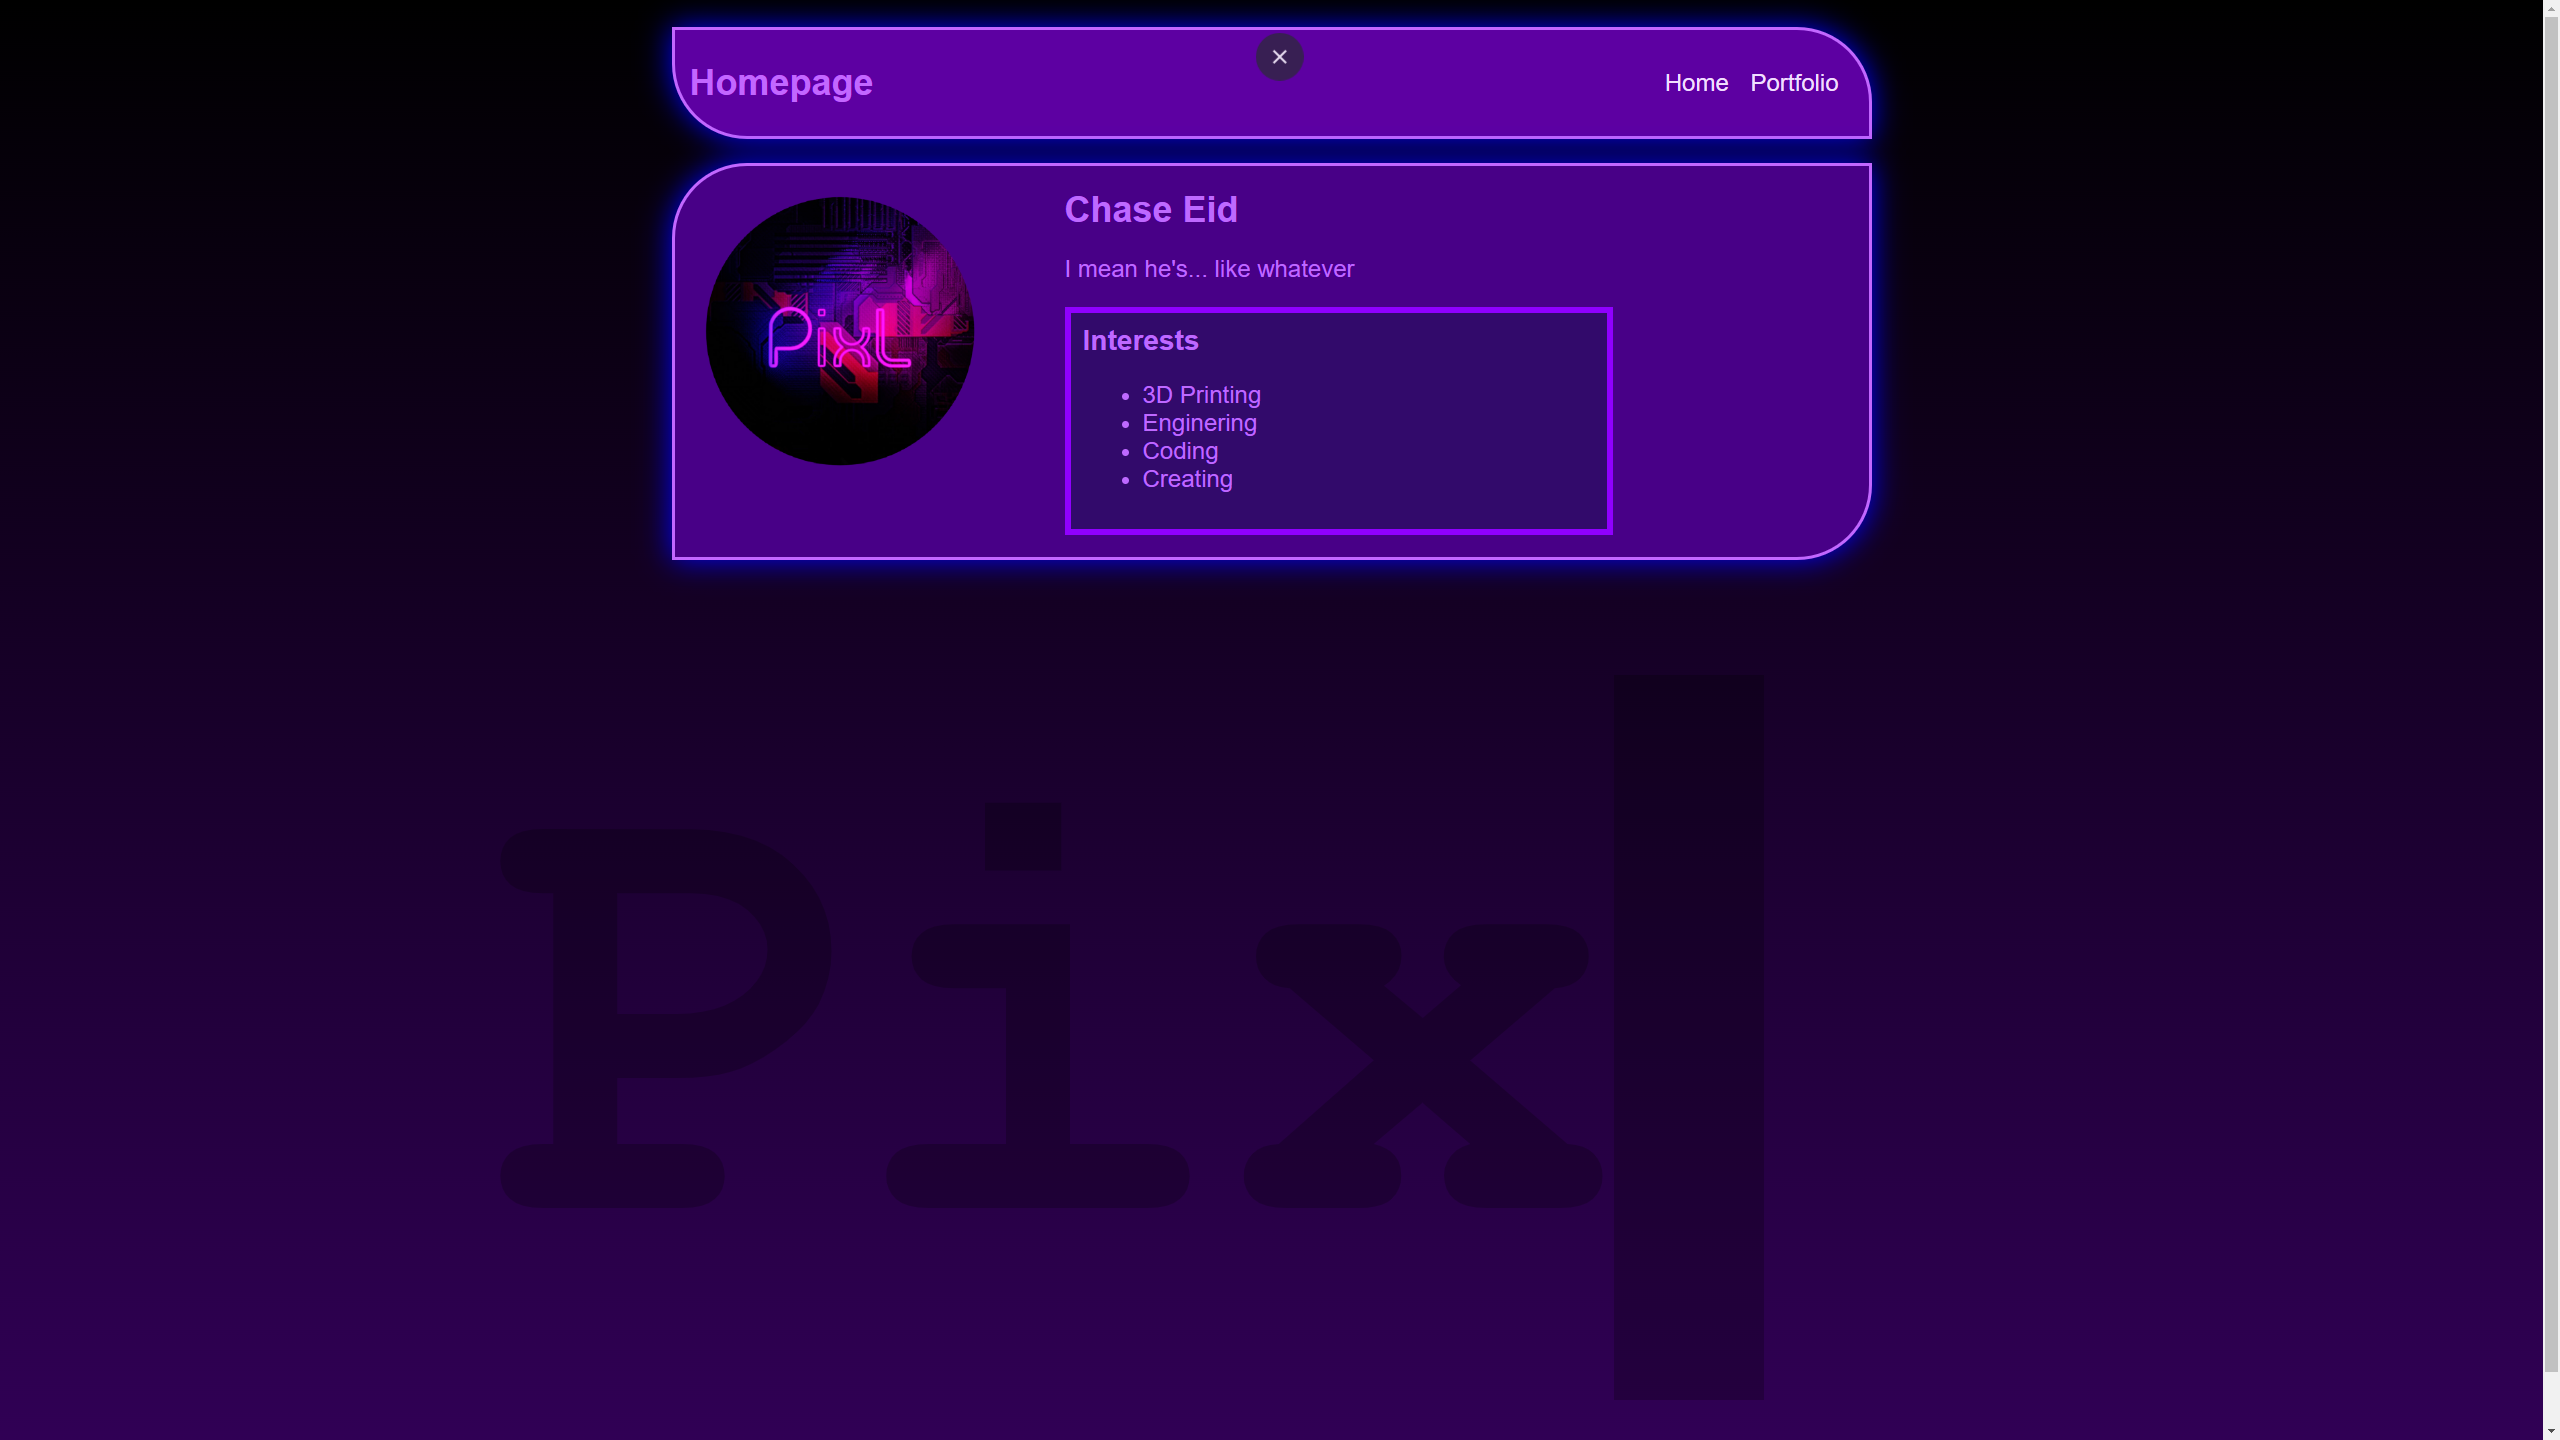 Homepage
Home Portfolio
PixL
Chase Eid
I mean he's... like whatever
Interests
3D Printing
Enginering
Coding
Creating
Pix